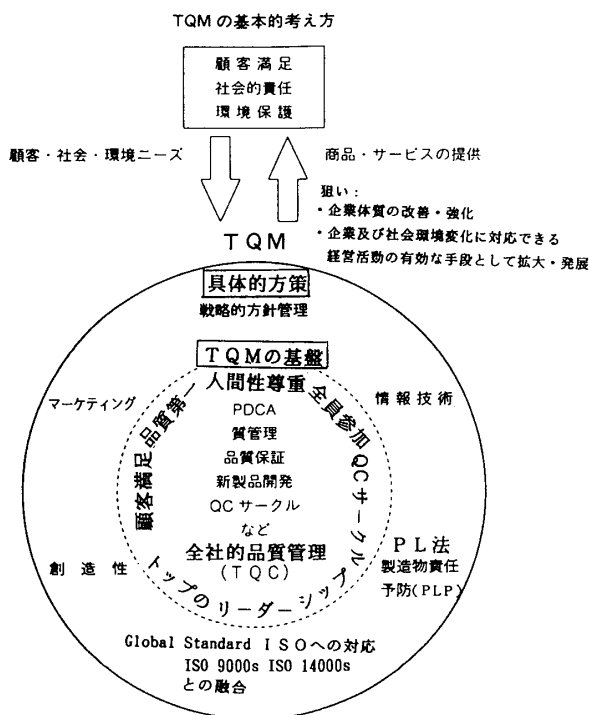 TQMの基本的考え方
顧客満足
社会的責任
環境保護
顧客・社会・環境ニーズ
商品・サービスの提供
狙い:
・企業体質の改善・強化
・企業及び社会環境変化に対応できる
経営活動の有効な手段として拡大・発展
TQM
具体的方策
戦略的方針管理
TQMの基盤
人間性尊重
マーケティング
情報技術
顧客満足
品質第一
全員参加
QCサークル
PDCA
質管理
品質保証
新製品開発
QCサークル
など
全社的品質管理
(TQC)
トップのリーダーシップ
創造性
PL法
製造物責任
予防(PLP)
Global Standard ISOへの対応
ISO 9000s ISO 14000s
との融合